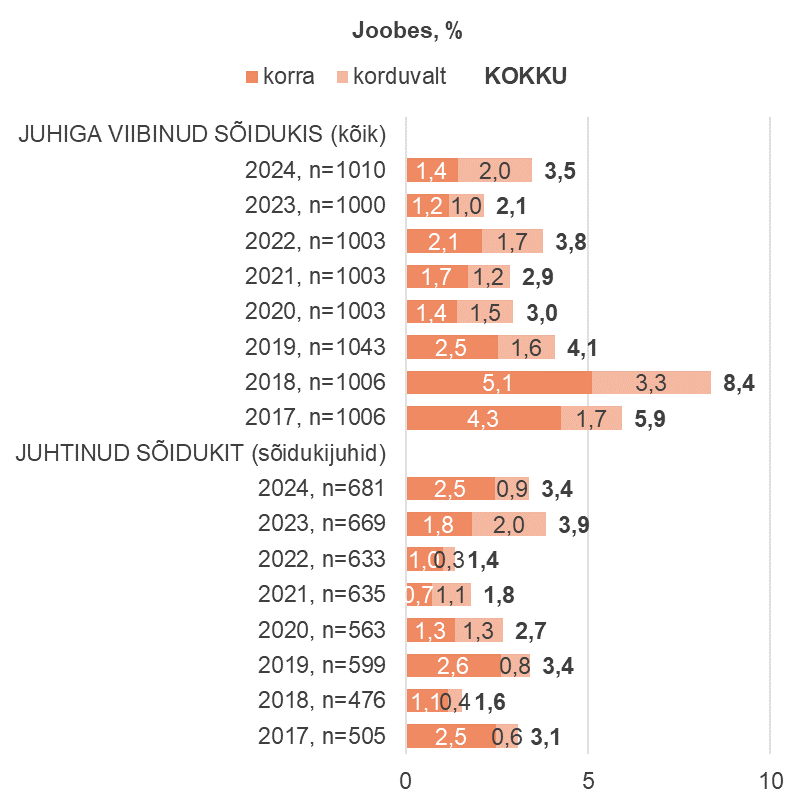 Joobes, %
korra korduvalt KOKKU
JUHIGA VIIBINUD SÕIDUKIS (kõik)
2024, n=1010 1,4 2,0 3,5
2023, n=1000 1,2 1,0 2,1
2022, n=1003 2,1 1,7 3,8
2021, n=1003 1,7 1,2 2,9
2020, n=1003 1,4 1,5 3,0
2019, n=1043 2,5 1,6 4,1
2018, n=1006 5,1 3,3 8,4
2017, n=1006 4,3 1,7 5,9
JUHTINUD SÕIDUKIT (sõidukijuhid)
2024, n=681 2,5 0,9 3,4
2023, n=669 1,8 2,0 3,9
2022, n=633 1,0 0,3 1,4
2021, n=635 0,7 1,1 1,8
2020, n=563 1,3 1,3 2,7
2019, n=599 2,6 0,8 3,4
2018, n=476 1,1 0,4 1,6
2017, n=505 2,5 0,6 3,1
0 5 10